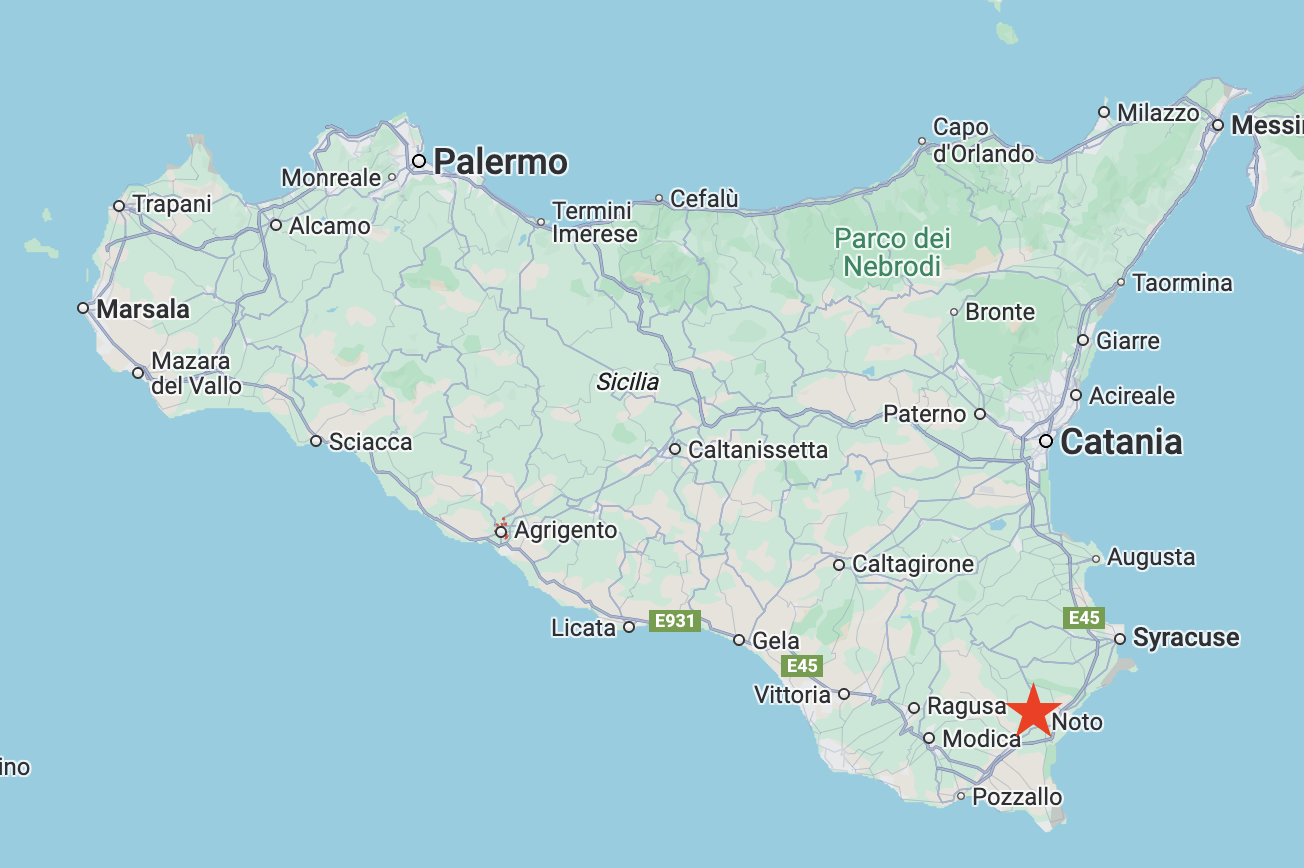 Milazzo
Messin
Capo
d'Orlando
Palermo
Monreale
Trapani
Cefalù
Termini
Imerese
Alcamo
Parco dei
Nebrodi
Taormina
Marsala
Bronte
Giarre
Mazara
del Vallo
Sicilia
Acireale
Paterno
Catania
Sciacca
Caltanissetta
Agrigento
Augusta
Caltagirone
E45
E931
Licata
Gela
Syracuse
E45
Vittoria
Ragusa
Noto
Modica
ino
Pozzallo